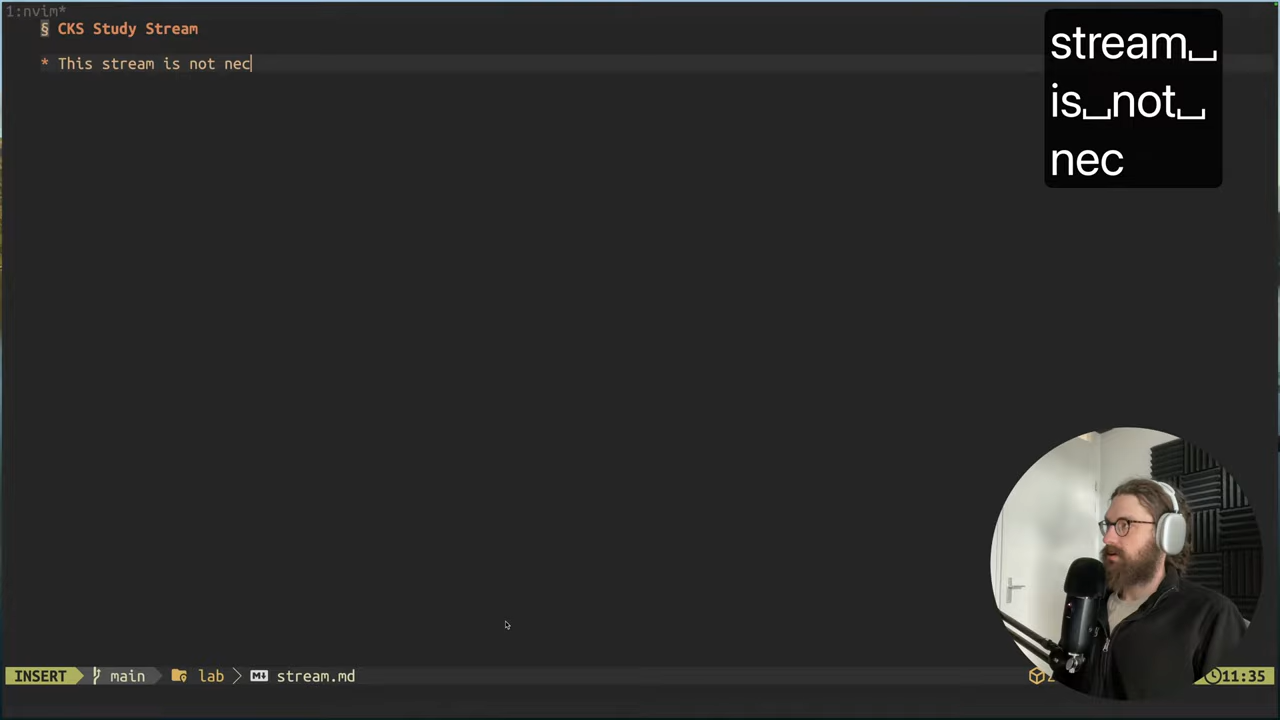 1:nvim*
§ CKS Study Stream
* This stream is not nec
stream␣
is␣not␣
nec
INSERT main lab stream.md
11:35